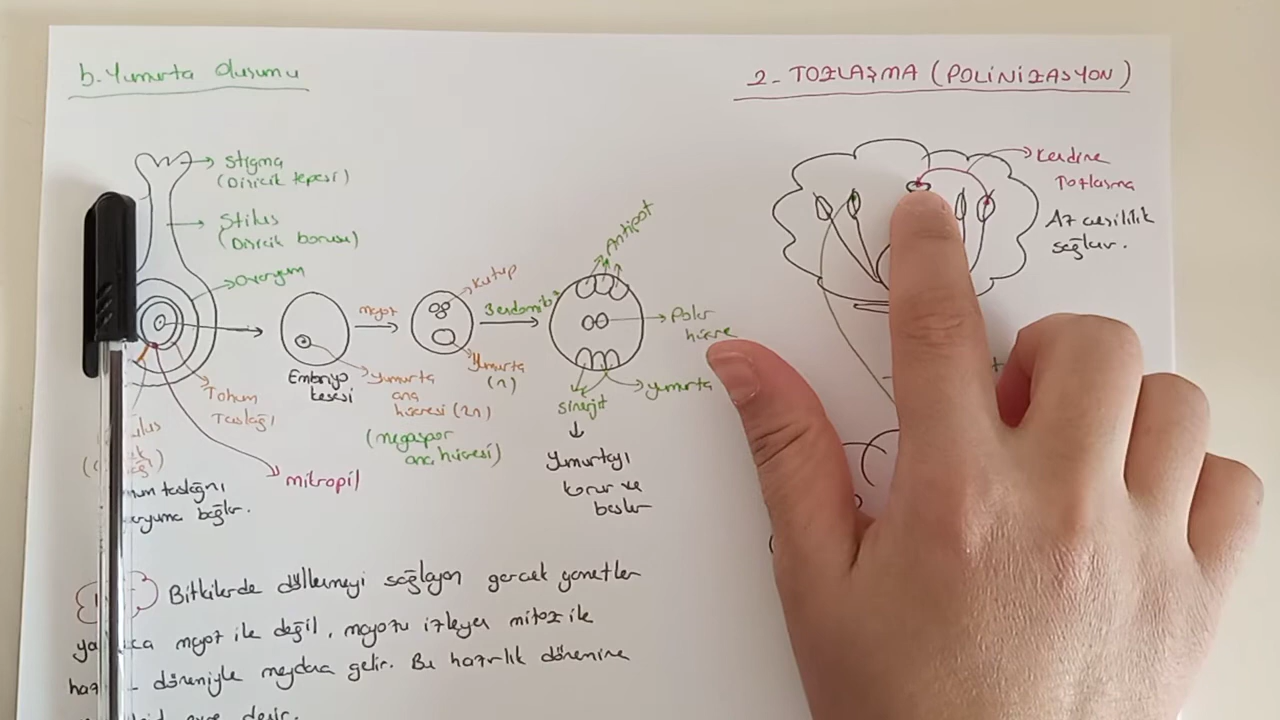 b. Yumurta Oluşumu
Stigma
(Dişicik tepesi)
Stilus
(Dişicik borusu)
Ovaryum
Tohum
Taslağı
mikropil
Embriyo
kesesi
mayoz
Yumurta
ana
hücresi (2n)
(megaspor
ana hücresi)
Kutup
Yumurta
(n)
Antipot
Polar
hücre
yumurta
Sinerjit
Yumurtayı
korur ve
besler
Bitkilerde döllenmeyi sağlayan gerçek gametler
mayoz ile değil, mayozu izleyen mitoz ile
döneniyle meydana gelir. Bu hazırlık dönemine
denir.
2- TOZLAŞMA (POLİNİZASYON)
Kendine
Tozlaşma
Az çeşitlilik
sağlar.